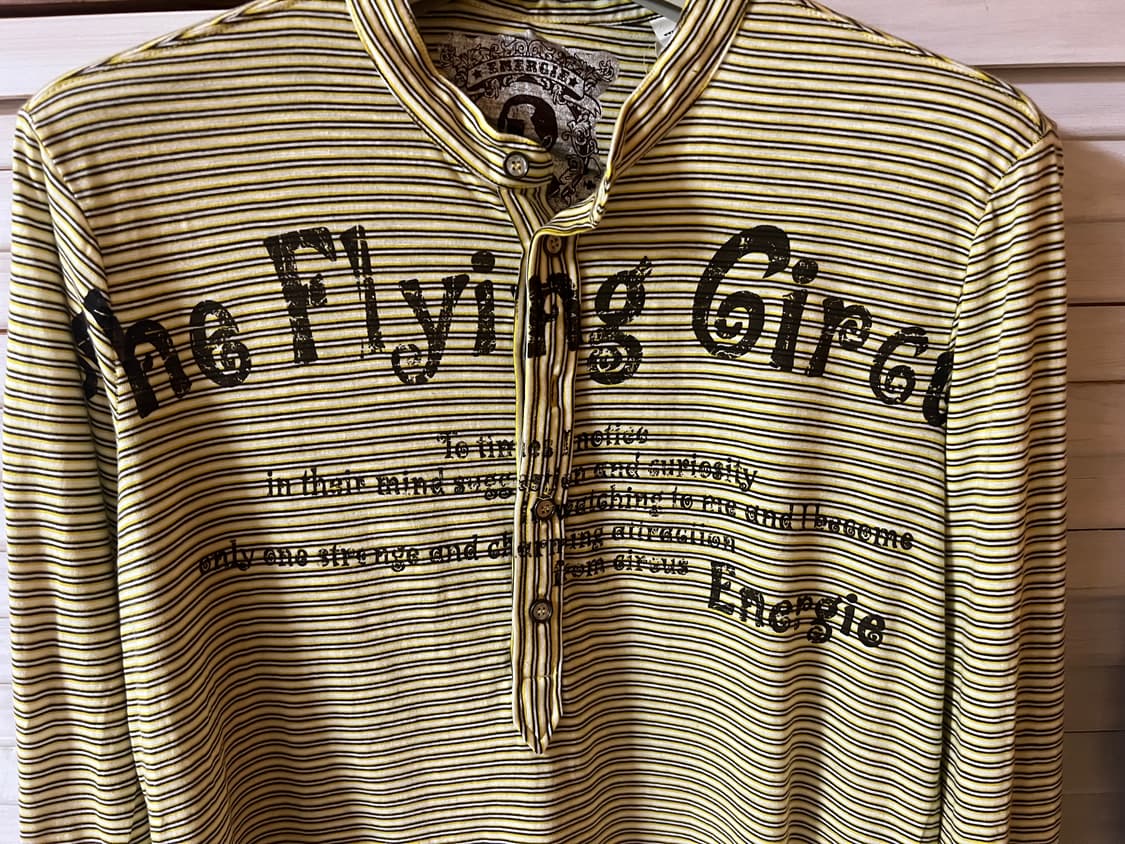 ENERGIE
The Flying Circu
To times I notice
in their mind suggestion and curiosity
watching to me and I become
only one strange and charming attraction
from circus
Energie